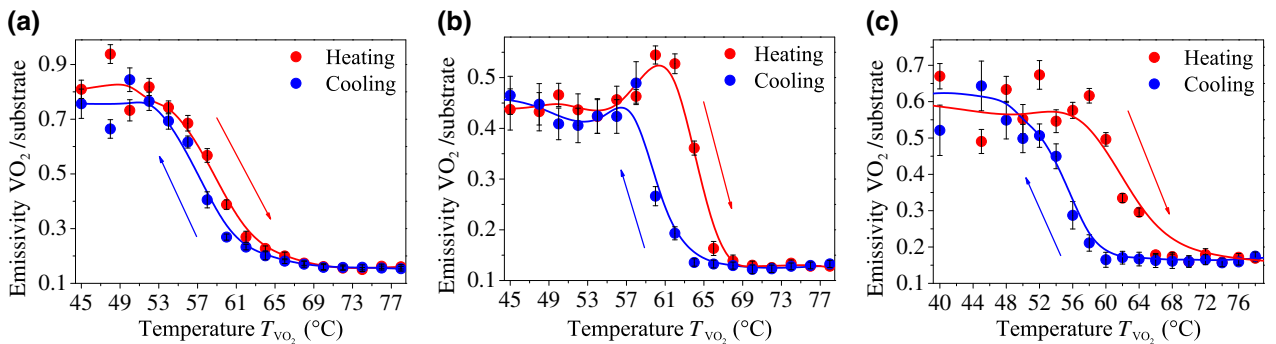 (a)
Heating
Cooling
Emissivity VO₂ /substrate
0.9
0.7
0.5
0.3
0.1
45 49 53 57 61 65 69 73 77
Temperature T_VO₂ (°C)
(b)
Heating
Cooling
Emissivity VO₂ /substrate
0.5
0.4
0.3
0.2
0.1
45 49 53 57 61 65 69 73 77
Temperature T_VO₂ (°C)
(c)
Heating
Cooling
Emissivity VO₂ /substrate
0.7
0.6
0.5
0.4
0.3
0.2
0.1
40 44 48 52 56 60 64 68 72 76
Temperature T_VO₂ (°C)